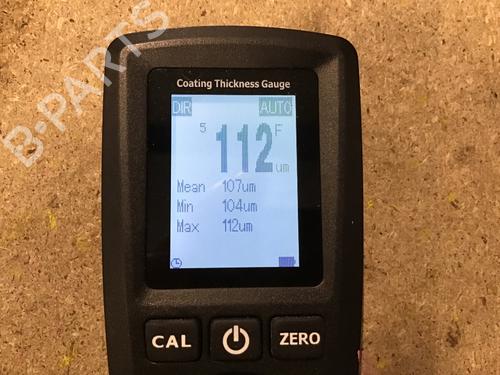 B-PARTS
Coating Thickness Gauge
DIR AUTO
5 112 F um
Mean 107um
Min 104um
Max 112um
CAL ZERO